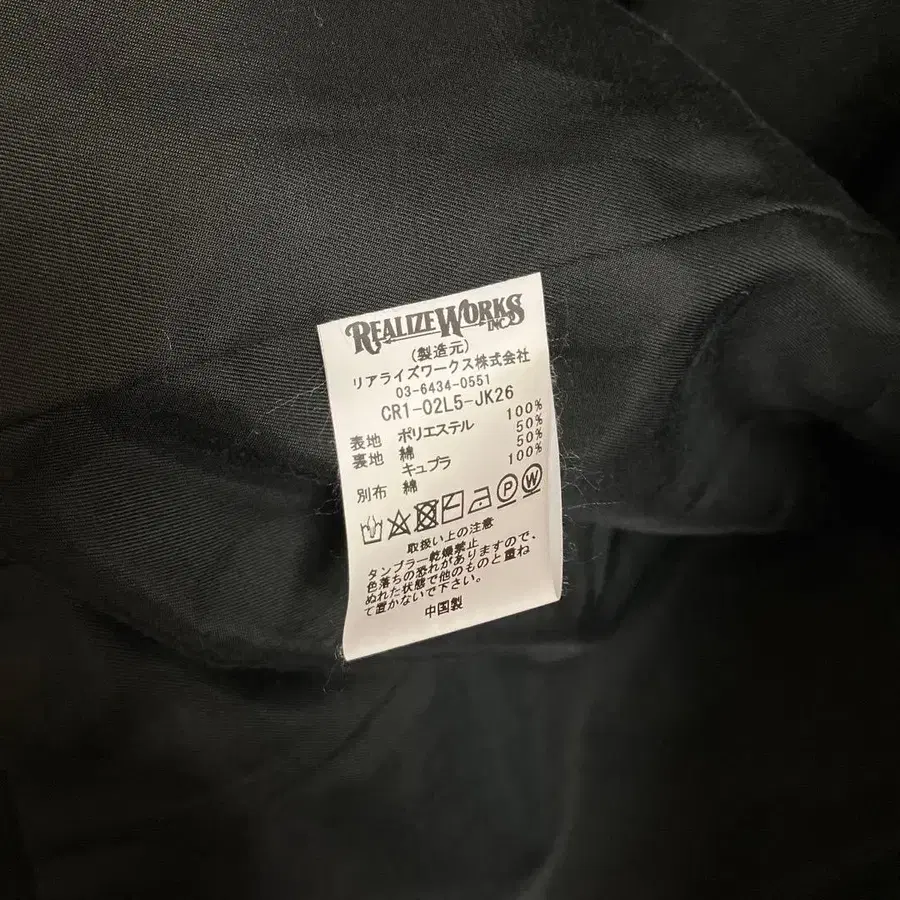 REALIZE WORKS INC
(製造元)
リアライズワークス株式会社
03-6434-0551
CR1-02L5-JK26
表地 ポリエステル 100%
裏地 綿 50%
キュプラ 50%
別布 綿 100%
P W
取扱い上の注意
タンブラー乾燥禁止
色落ちの恐れがありますので、
ぬれた状態で他のものと重ね
て置かないで下さい。
中国製